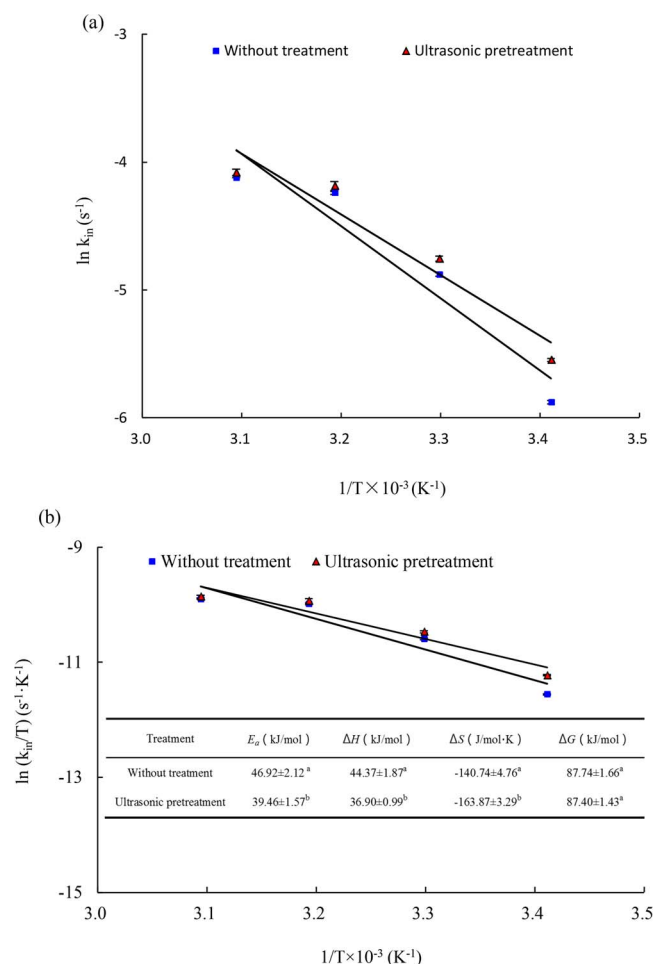 (a)
Without treatment Ultrasonic pretreatment
-3
-4
-5
-6
ln k_in (s⁻¹)
3.0 3.1 3.2 3.3 3.4 3.5
1/T×10⁻³ (K⁻¹)
(b)
Without treatment Ultrasonic pretreatment
-9
-11
-13
-15
ln (k_in/T) (s⁻¹·K⁻¹)
Treatment E_a ( kJ/mol ) ΔH ( kJ/mol ) ΔS ( J/mol·K ) ΔG ( kJ/mol )
Without treatment 46.92±2.12 ᵃ 44.37±1.87ᵃ -140.74±4.76ᵃ 87.74±1.66ᵃ
Ultrasonic pretreatment 39.46±1.57ᵇ 36.90±0.99ᵇ -163.87±3.29ᵇ 87.40±1.43ᵃ
3.0 3.1 3.2 3.3 3.4 3.5
1/T×10⁻³ (K⁻¹)